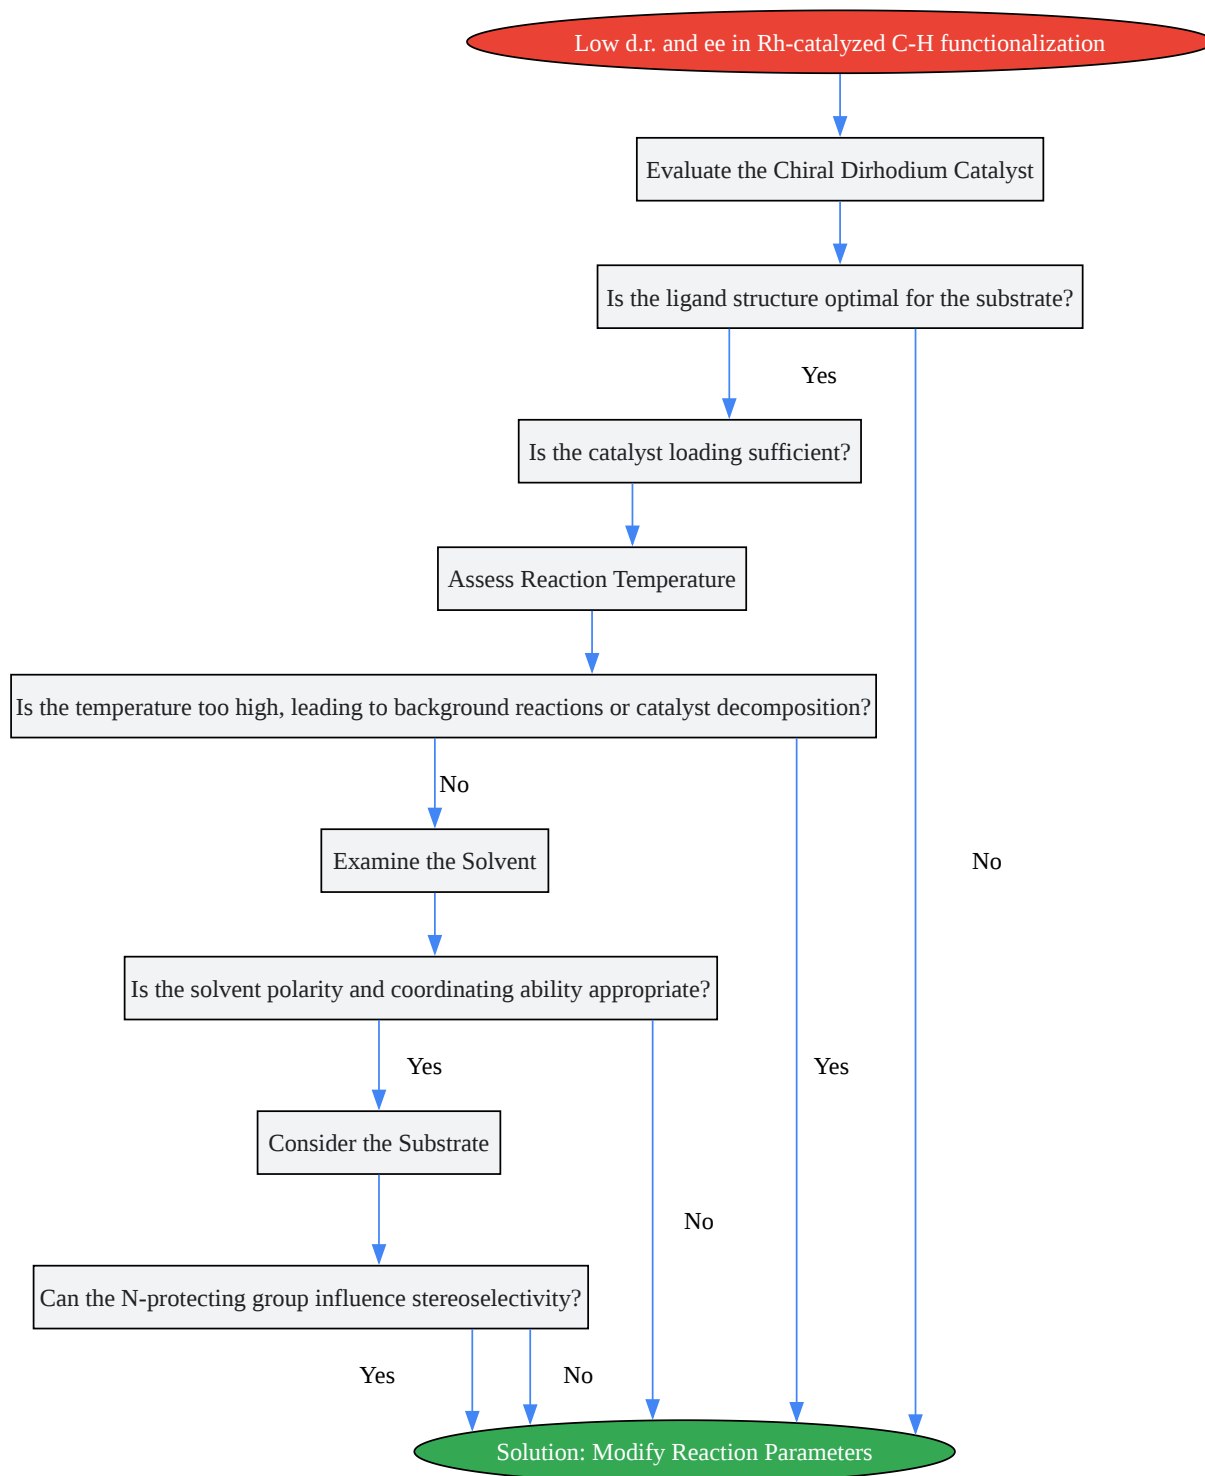 Low d.r. and ee in Rh-catalyzed C-H functionalization
Evaluate the Chiral Dirhodium Catalyst
Is the ligand structure optimal for the substrate?
Yes
Is the catalyst loading sufficient?
Assess Reaction Temperature
Is the temperature too high, leading to background reactions or catalyst decomposition?
No
Examine the Solvent
No
Is the solvent polarity and coordinating ability appropriate?
Yes
Yes
Consider the Substrate
No
Can the N-protecting group influence stereoselectivity?
Yes
No
Solution: Modify Reaction Parameters